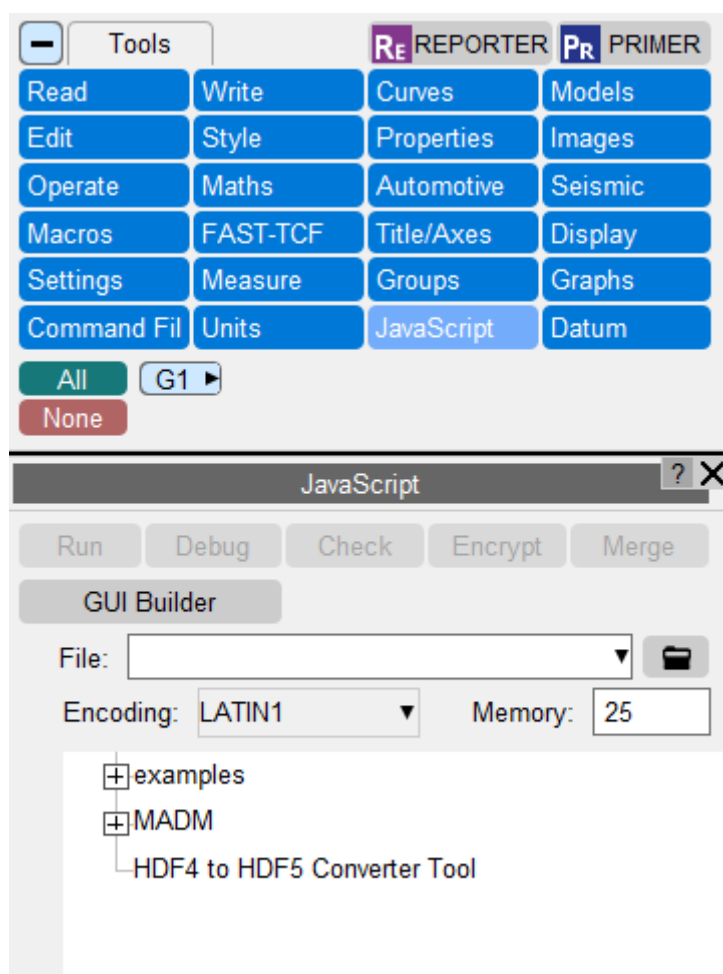 Tools RE REPORTER PR PRIMER
Read Write Curves Models
Edit Style Properties Images
Operate Maths Automotive Seismic
Macros FAST-TCF Title/Axes Display
Settings Measure Groups Graphs
Command Fil Units JavaScript Datum
All G1
None
JavaScript ? X
Run Debug Check Encrypt Merge
GUI Builder
File:
Encoding: LATIN1 Memory: 25
examples
MADM
HDF4 to HDF5 Converter Tool